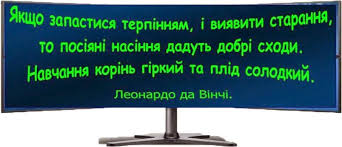 Якщо запастися терпінням, і виявити старання,
то посіяні насіння дадуть добрі сходи.
Навчання корінь гіркий та плід солодкий.
Леонардо да Вінчі.